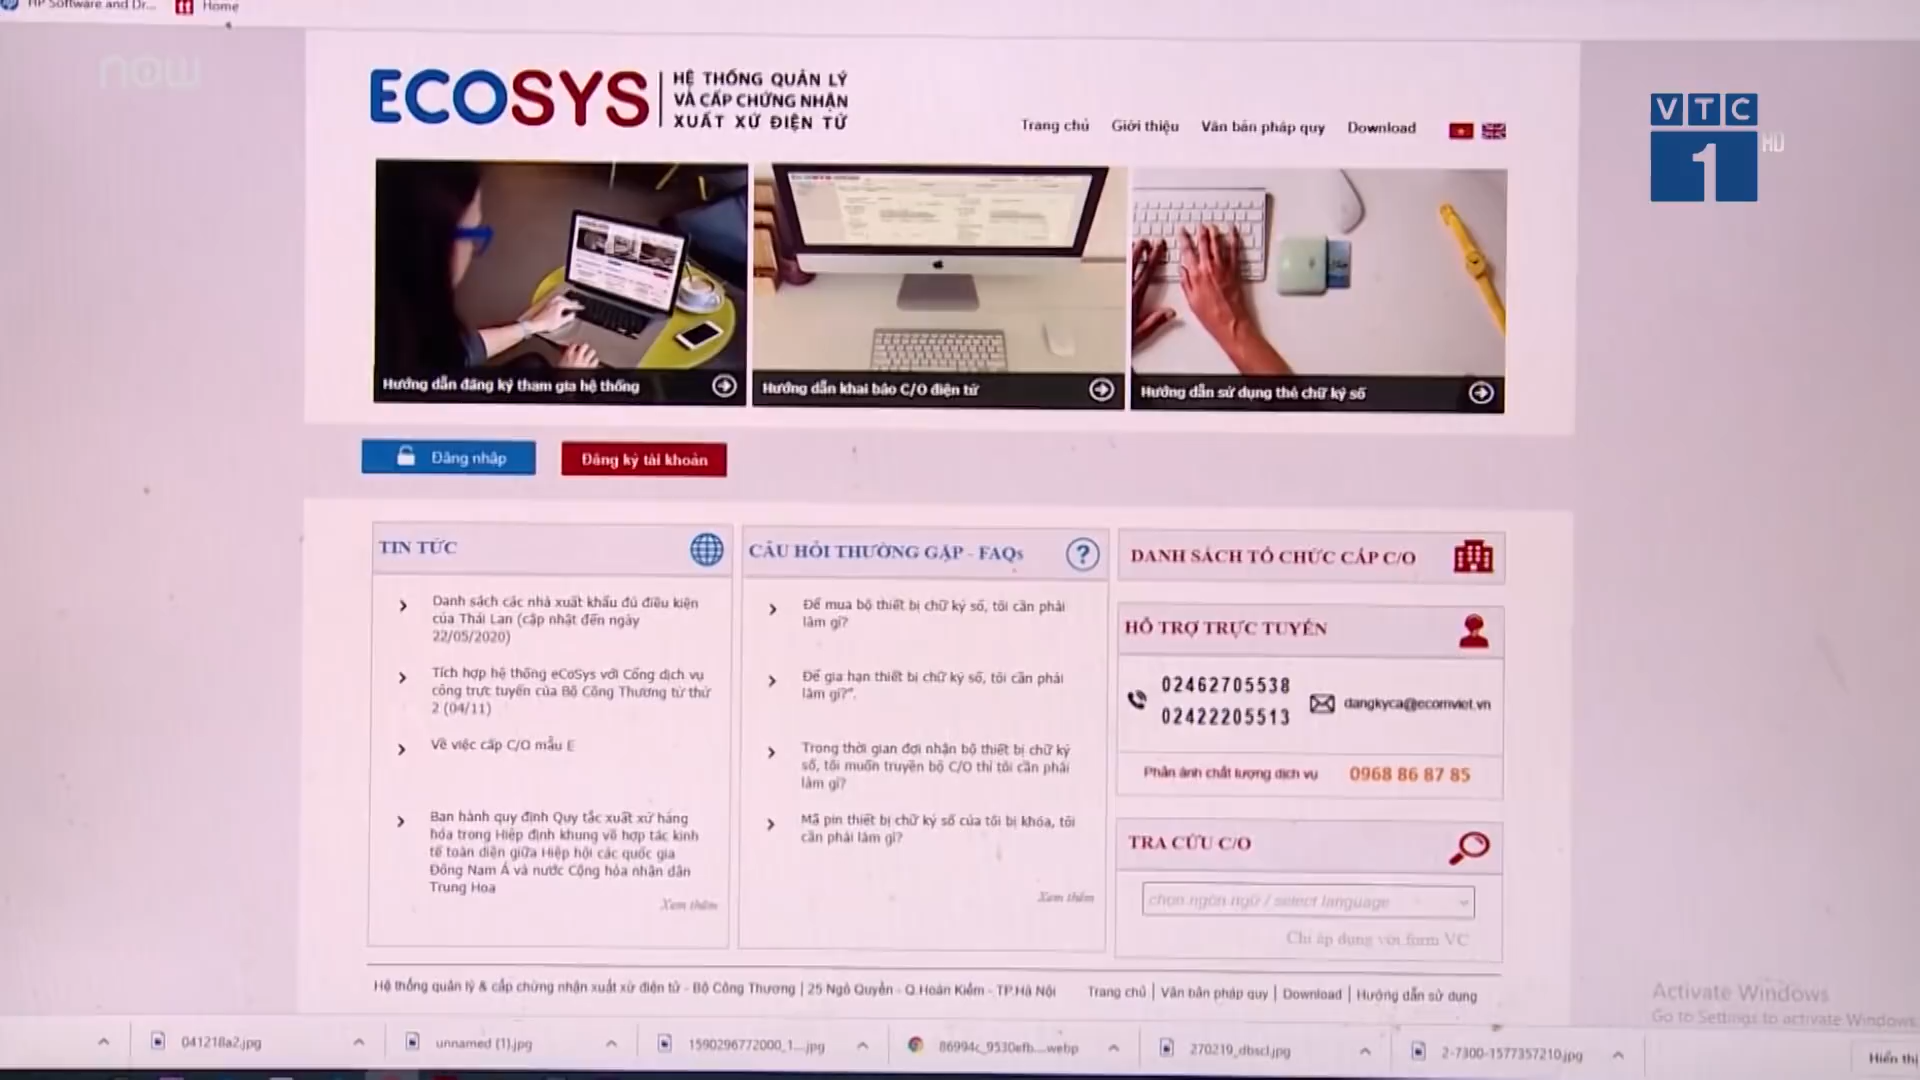 HP Software and Dr...
Home
now
ECOSYS
HỆ THỐNG QUẢN LÝ
VÀ CẤP CHỨNG NHẬN
XUẤT XỨ ĐIỆN TỬ
Trang chủ
Giới thiệu
Văn bản pháp quy
Download
VTC
1
HD
Hướng dẫn đăng ký tham gia hệ thống
Hướng dẫn khai báo C/O điện tử
Hướng dẫn sử dụng thẻ chữ ký số
Đăng nhập
Đăng ký tài khoản
TIN TỨC
Danh sách các nhà xuất khẩu đủ điều kiện
của Thái Lan (cập nhật đến ngày
22/05/2020)
Tích hợp hệ thống eCoSys với Cổng dịch vụ
công trực tuyến của Bộ Công Thương từ thứ
2 (04/11)
Về việc cấp C/O mẫu E
Ban hành quy định Quy tắc xuất xứ hàng
hóa trong Hiệp định khung về hợp tác kinh
tế toàn diện giữa Hiệp hội các quốc gia
Đông Nam Á và nước Cộng hòa nhân dân
Trung Hoa
Xem thêm
CÂU HỎI THƯỜNG GẶP - FAQs
Để mua bộ thiết bị chữ ký số, tôi cần phải
làm gì?
Để gia hạn thiết bị chữ ký số, tôi cần phải
làm gì?".
Trong thời gian đợi nhận bộ thiết bị chữ ký
số, tôi muốn truyền bộ C/O thì tôi cần phải
làm gì?
Mã pin thiết bị chữ ký số của tôi bị khóa, tôi
cần phải làm gì?
Xem thêm
DANH SÁCH TỔ CHỨC CẤP C/O
HỖ TRỢ TRỰC TUYẾN
02462705538
02422205513
dangkyca@ecomviet.vn
Phản ánh chất lượng dịch vụ
0968 86 87 85
TRA CỨU C/O
chọn ngôn ngữ / select language
Chỉ áp dụng với form VC
Hệ thống quản lý & cấp chứng nhận xuất xứ điện tử - Bộ Công Thương | 25 Ngô Quyền - Q.Hoàn Kiếm - TP.Hà Nội
Trang chủ | Văn bản pháp quy | Download | Hướng dẫn sử dụng
Activate Windows
Go to Settings to activate Windows.
041218a2.jpg
unnamed (1).jpg
1590296772000_1....jpg
86994c_9530efb....webp
270219_dbscl.jpg
2-7300-1577357210.jpg
Hiển thị